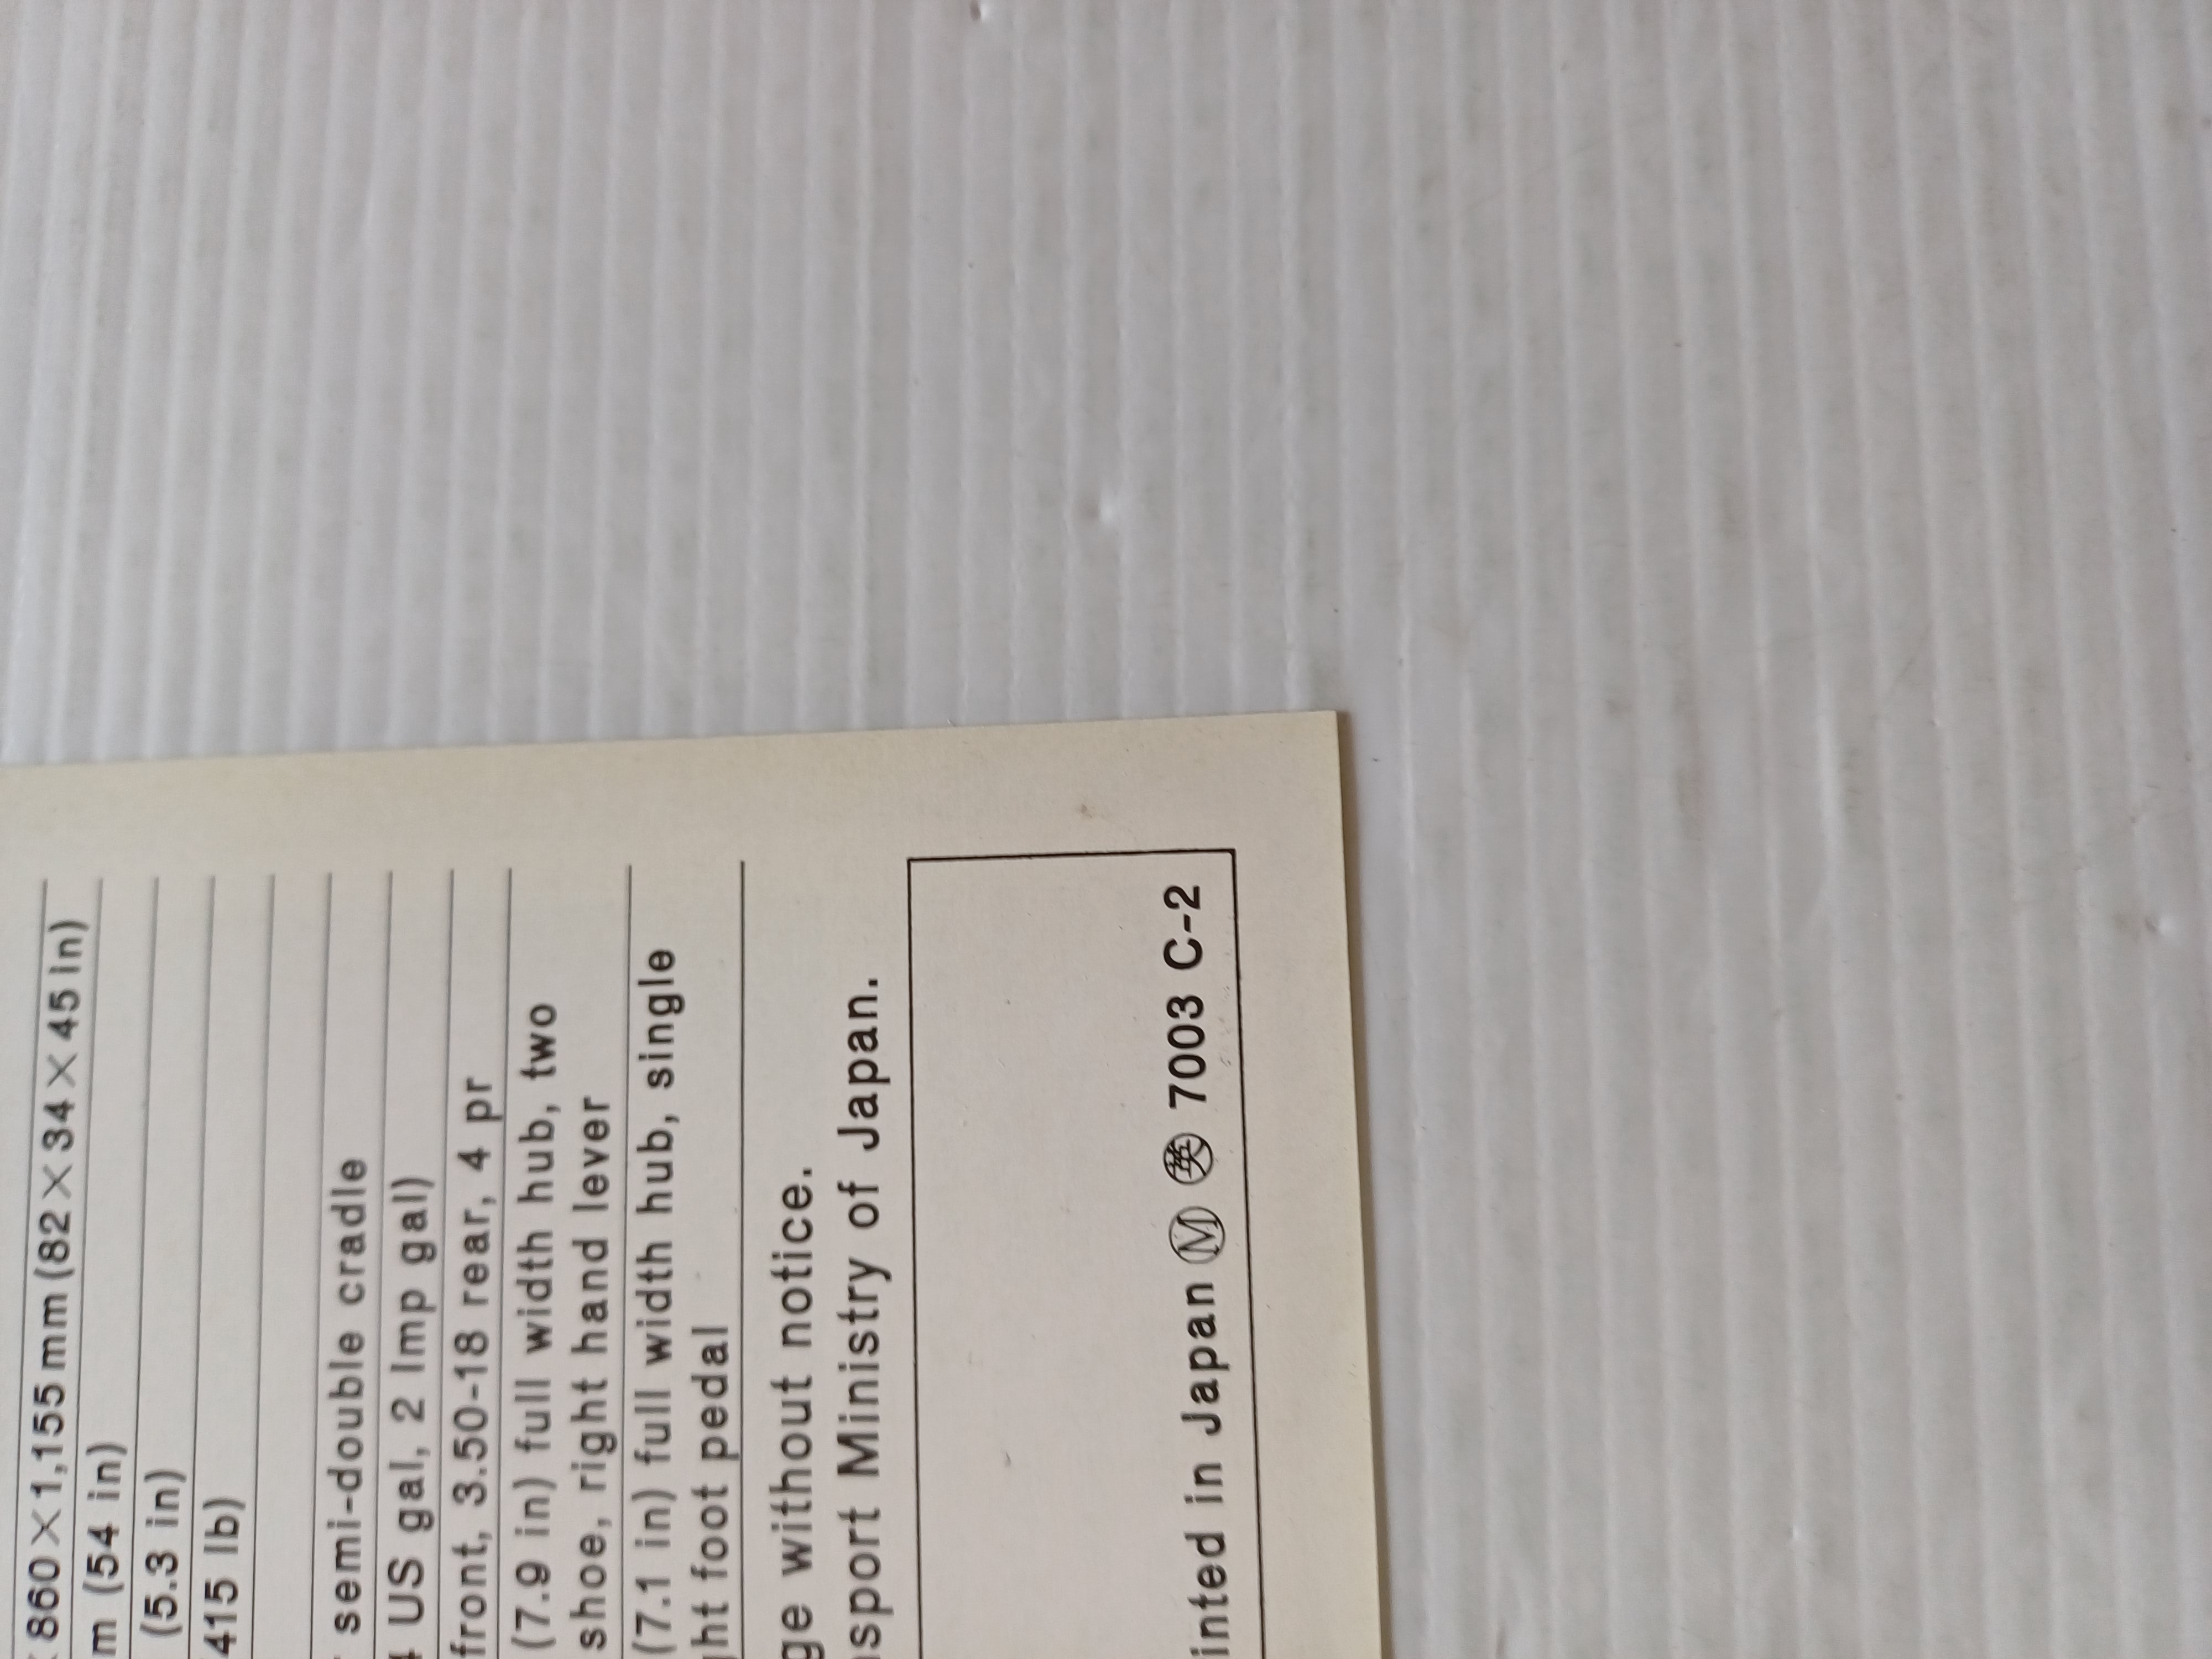 860×1,155 mm (82×34×45 in)
m (54 in)
(5.3 in)
415 lb)
semi-double cradle
US gal, 2 Imp gal)
front, 3.50-18 rear, 4 pr
(7.9 in) full width hub, two
shoe, right hand lever
(7.1 in) full width hub, single
ght foot pedal
ge without notice.
sport Ministry of Japan.
inted in Japan Ⓜ ㊥英 7003 C-2